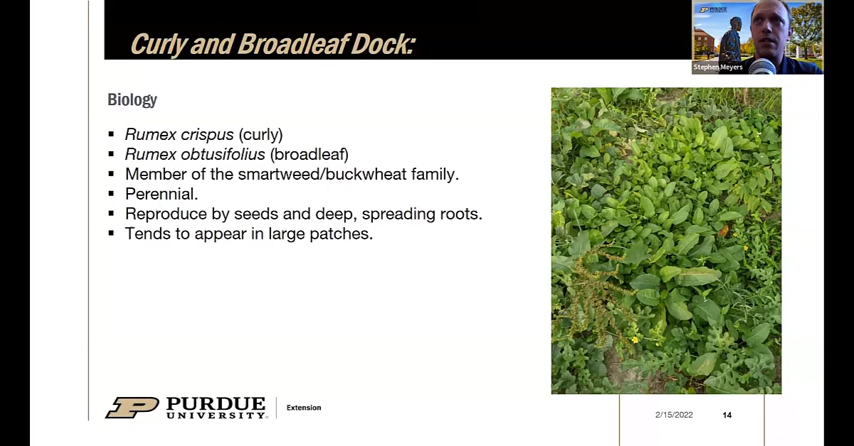 Curly and Broadleaf Dock:
PURDUE
UNIVERSITY
Stephen Meyers
Biology
▪ Rumex crispus (curly)
▪ Rumex obtusifolius (broadleaf)
▪ Member of the smartweed/buckwheat family.
▪ Perennial.
▪ Reproduce by seeds and deep, spreading roots.
▪ Tends to appear in large patches.
PURDUE
UNIVERSITY®
Extension
2/15/2022
14